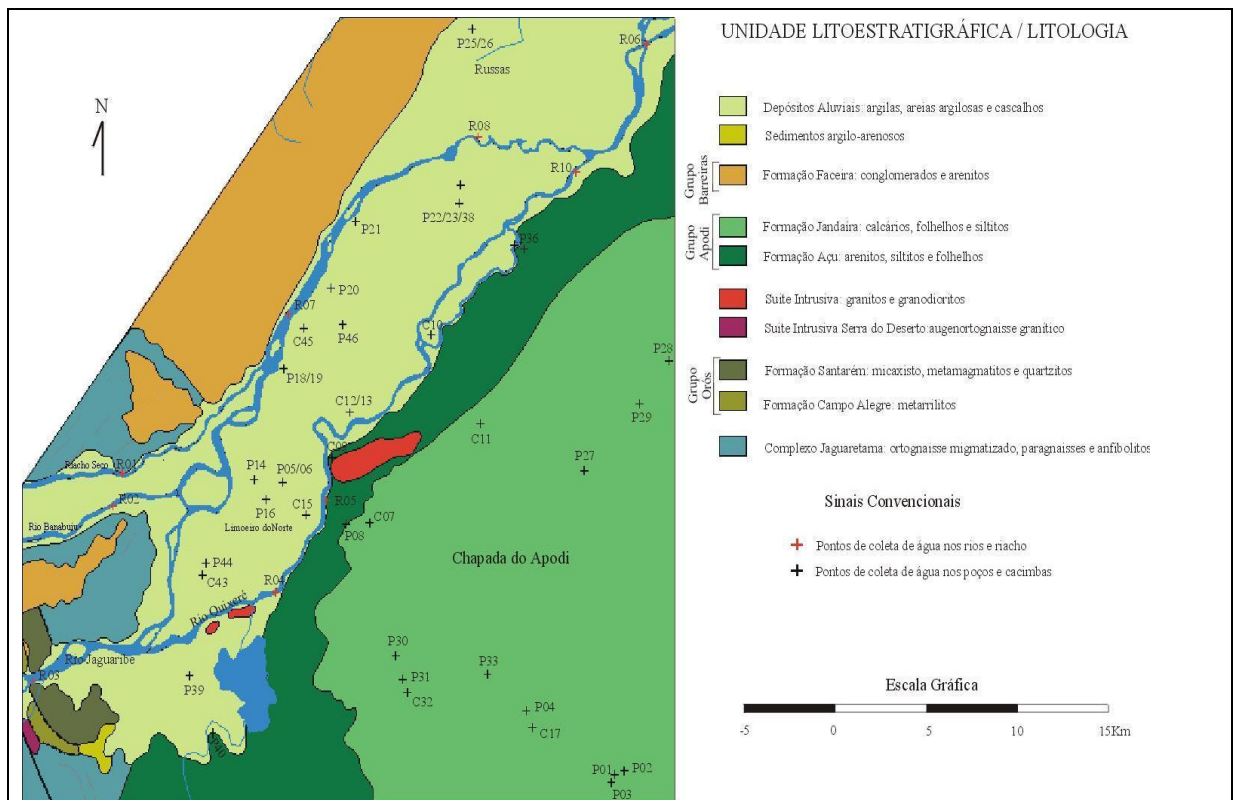 N
P25/26
Russas
R06
R08
R10
P22/23/38
P21
P36
P20
R07
C45
P46
C10
P18/19
P28
C12/13
P29
C11
C09
P27
Riacho Seco
R01
P14
P05/06
R02
P16
C15
R05
Rio Banabuiu
Limoeiro doNorte
P08
C07
Chapada do Apodi
P44
C43
R04
Rio Quixeré
P30
Rio Jaguaribe
R03
P39
P31
P33
C32
P04
C17
P40
P01
P02
P03
UNIDADE LITOESTRATIGRÁFICA / LITOLOGIA
Depósitos Aluviais: argilas, areias argilosas e cascalhos
Sedimentos argilo-arenosos
Grupo
Barreiras
Formação Faceira: conglomerados e arenitos
Grupo
Apodi
Formação Jandaíra: calcários, folhelhos e siltitos
Formação Açu: arenitos, siltitos e folhelhos
Suite Intrusiva: granitos e granodioritos
Suite Intrusiva Serra do Deserto:augenortognaisse granítico
Grupo
Orós
Formação Santarém: micaxisto, metamagmatitos e quartzitos
Formação Campo Alegre: metarrilitos
Complexo Jaguaretama: ortognaisse migmatizado, paragnaisses e anfibolitos
Sinais Convencionais
Pontos de coleta de água nos rios e riacho
Pontos de coleta de água nos poços e cacimbas
Escala Gráfica
-5 0 5 10 15Km